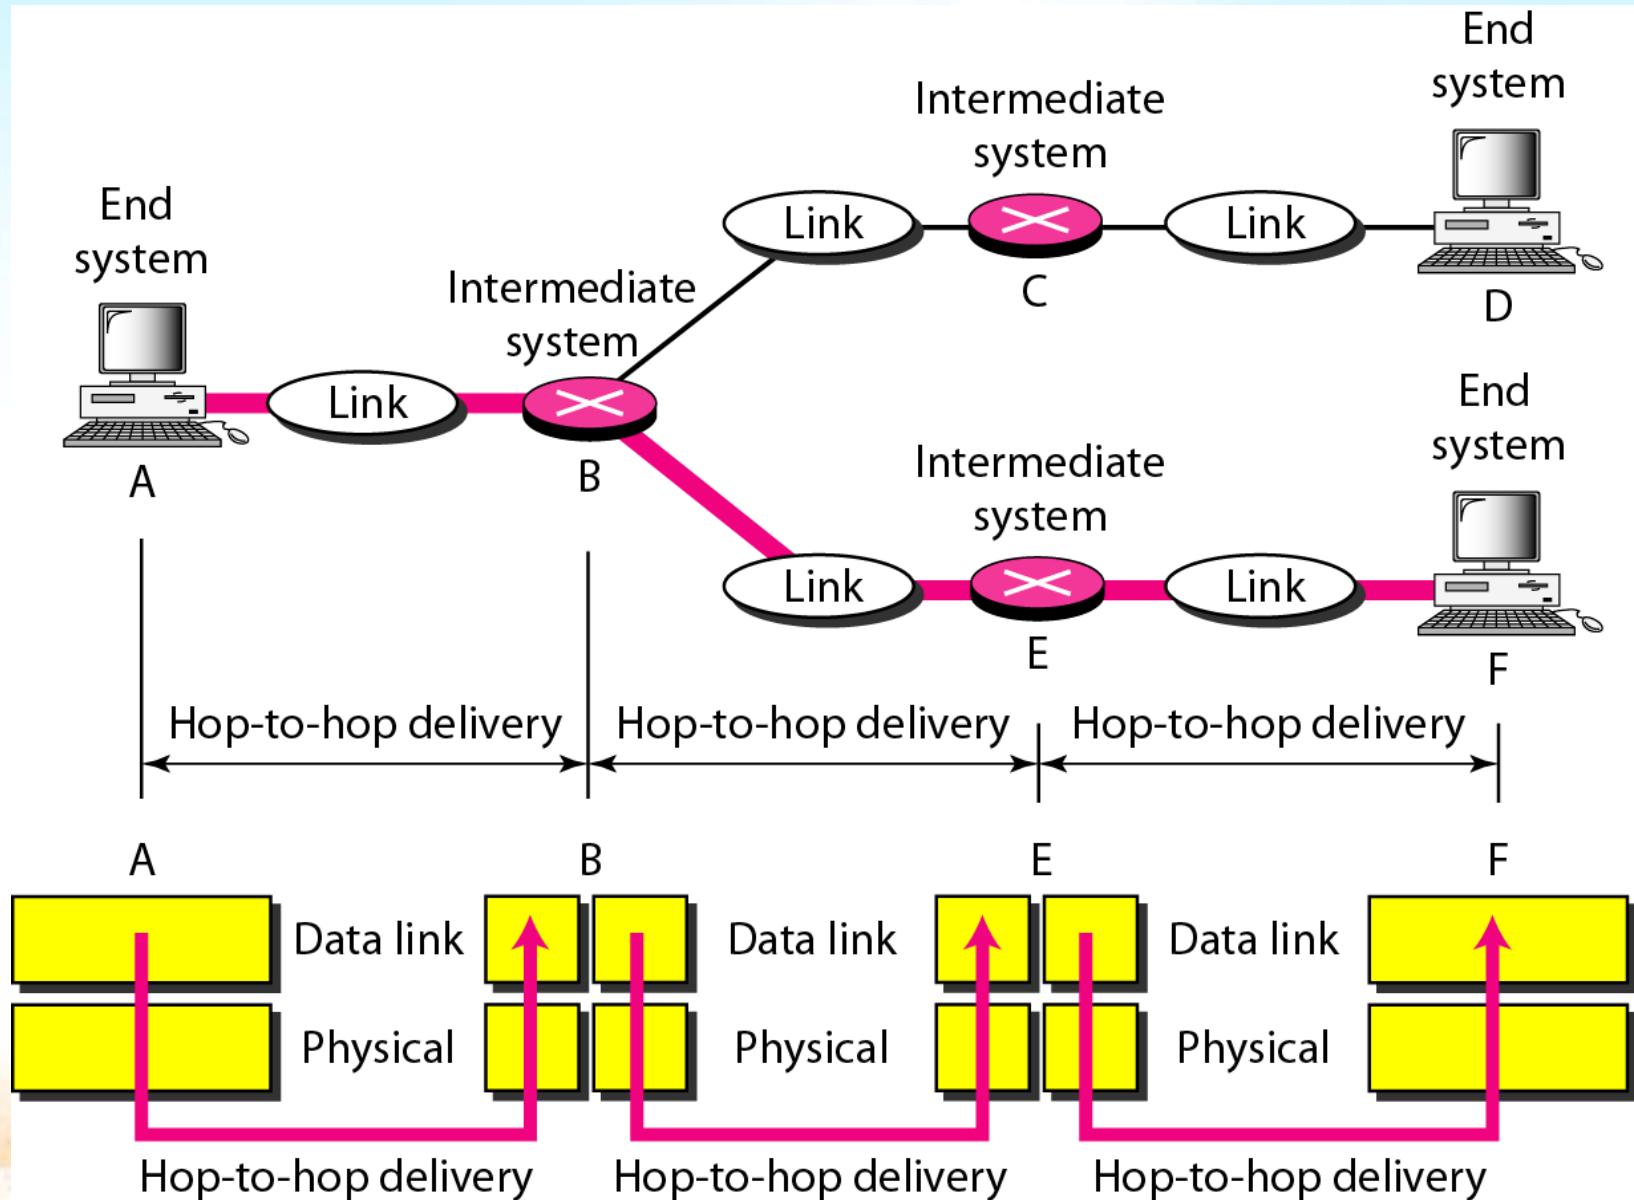 End
system
Intermediate
system
End
system
Link
Link
C
D
Intermediate
system
End
system
Link
A
B
Intermediate
system
Link
Link
E
F
Hop-to-hop delivery
Hop-to-hop delivery
Hop-to-hop delivery
A
B
E
F
Data link
Data link
Data link
Physical
Physical
Physical
Hop-to-hop delivery
Hop-to-hop delivery
Hop-to-hop delivery